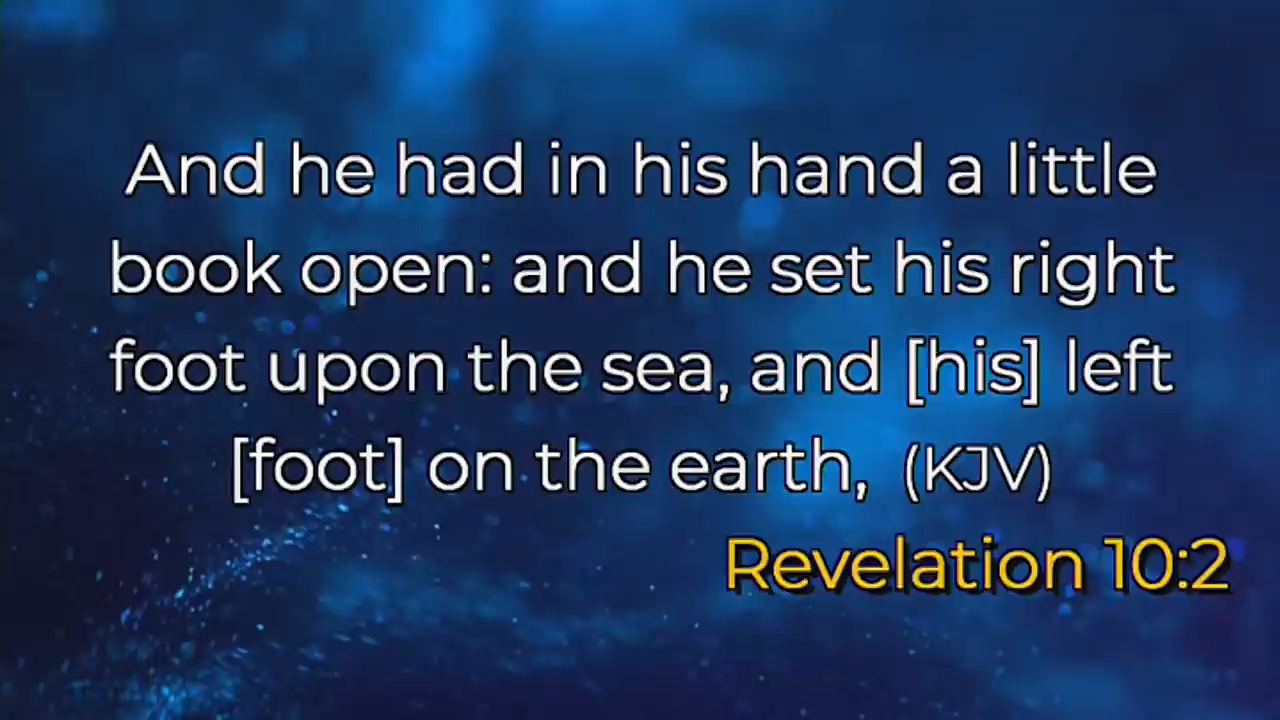 And he had in his hand a little
book open: and he set his right
foot upon the sea, and [his] left
[foot] on the earth, (KJV)
Revelation 10:2